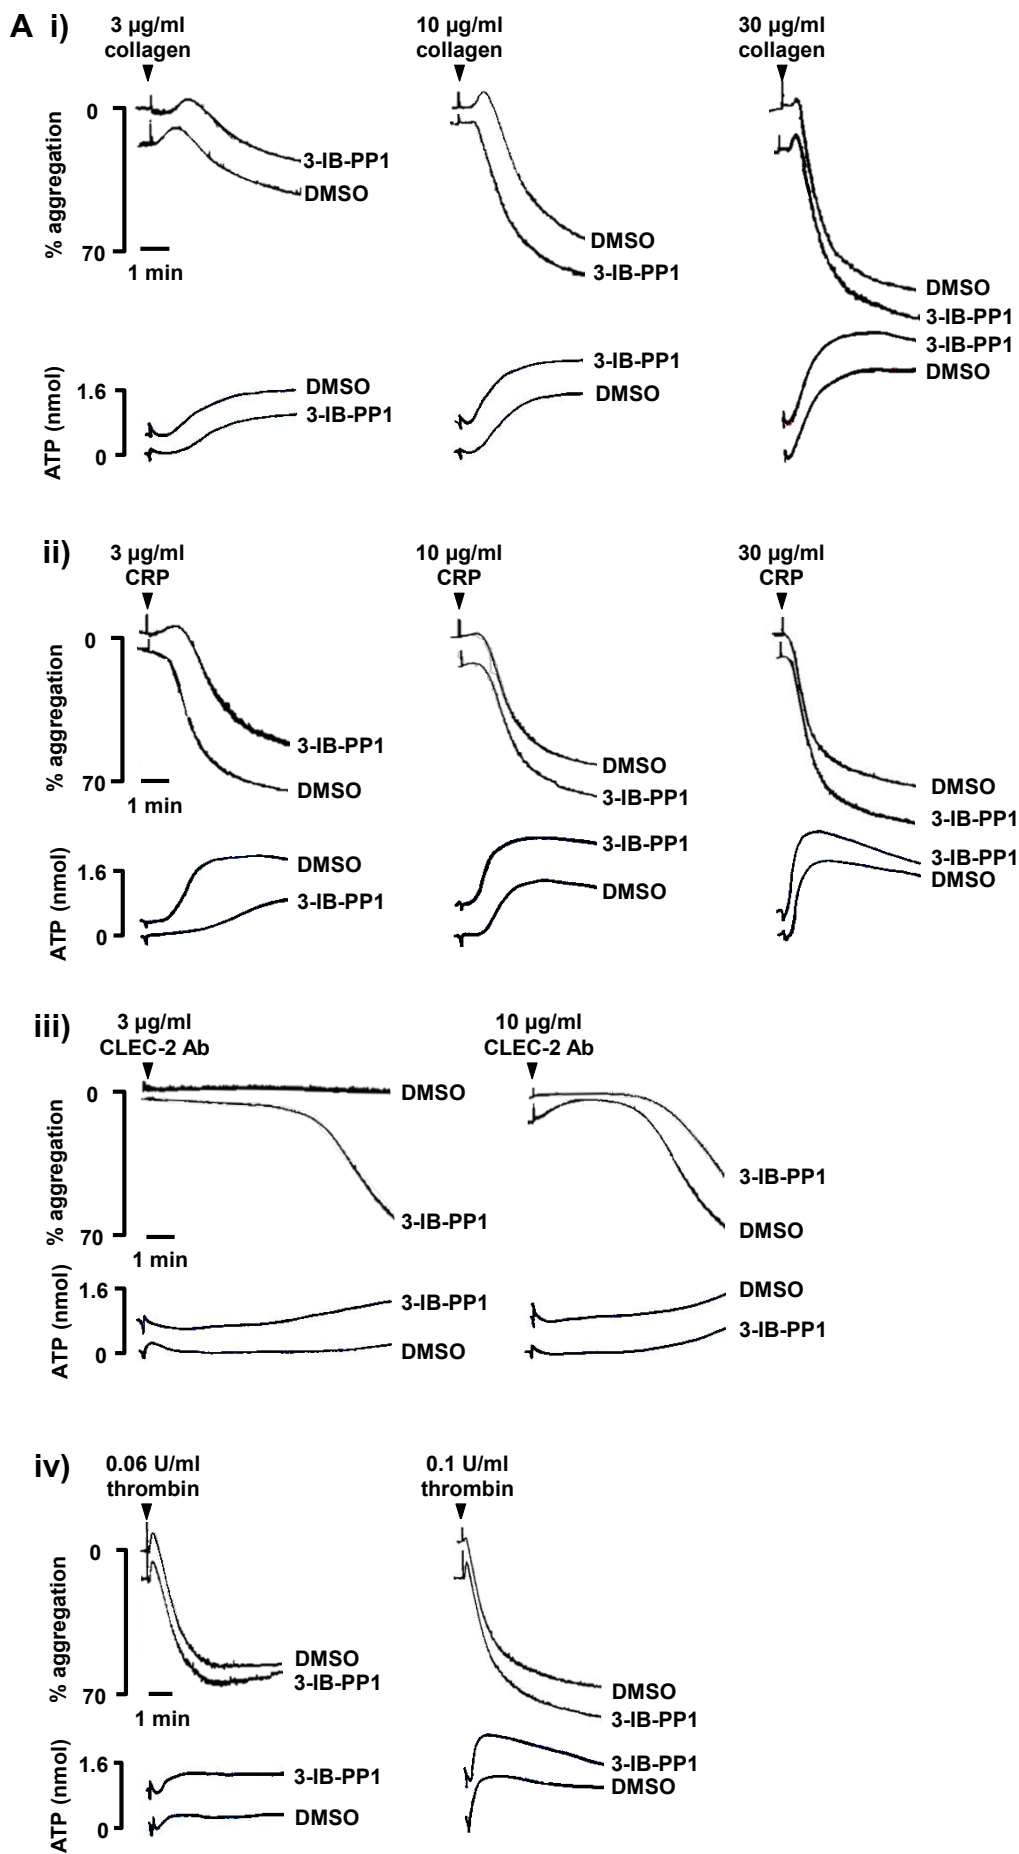 A i)
3 µg/ml
collagen
10 µg/ml
collagen
30 µg/ml
collagen
% aggregation
0
70
1 min
3-IB-PP1
DMSO
DMSO
3-IB-PP1
DMSO
3-IB-PP1
ATP (nmol)
1.6
0
DMSO
3-IB-PP1
3-IB-PP1
DMSO
3-IB-PP1
DMSO
ii)
3 µg/ml
CRP
10 µg/ml
CRP
30 µg/ml
CRP
% aggregation
0
70
1 min
3-IB-PP1
DMSO
DMSO
3-IB-PP1
DMSO
3-IB-PP1
ATP (nmol)
1.6
0
DMSO
3-IB-PP1
3-IB-PP1
DMSO
3-IB-PP1
DMSO
iii)
3 µg/ml
CLEC-2 Ab
10 µg/ml
CLEC-2 Ab
% aggregation
0
70
1 min
DMSO
3-IB-PP1
3-IB-PP1
DMSO
ATP (nmol)
1.6
0
3-IB-PP1
DMSO
DMSO
3-IB-PP1
iv)
0.06 U/ml
thrombin
0.1 U/ml
thrombin
% aggregation
0
70
1 min
DMSO
3-IB-PP1
DMSO
3-IB-PP1
ATP (nmol)
1.6
0
3-IB-PP1
DMSO
3-IB-PP1
DMSO